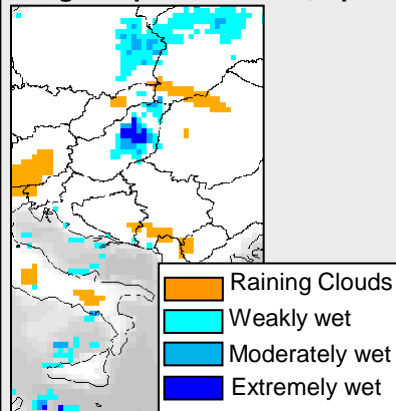 Raining Clouds
Weakly wet
Moderately wet
Extremely wet